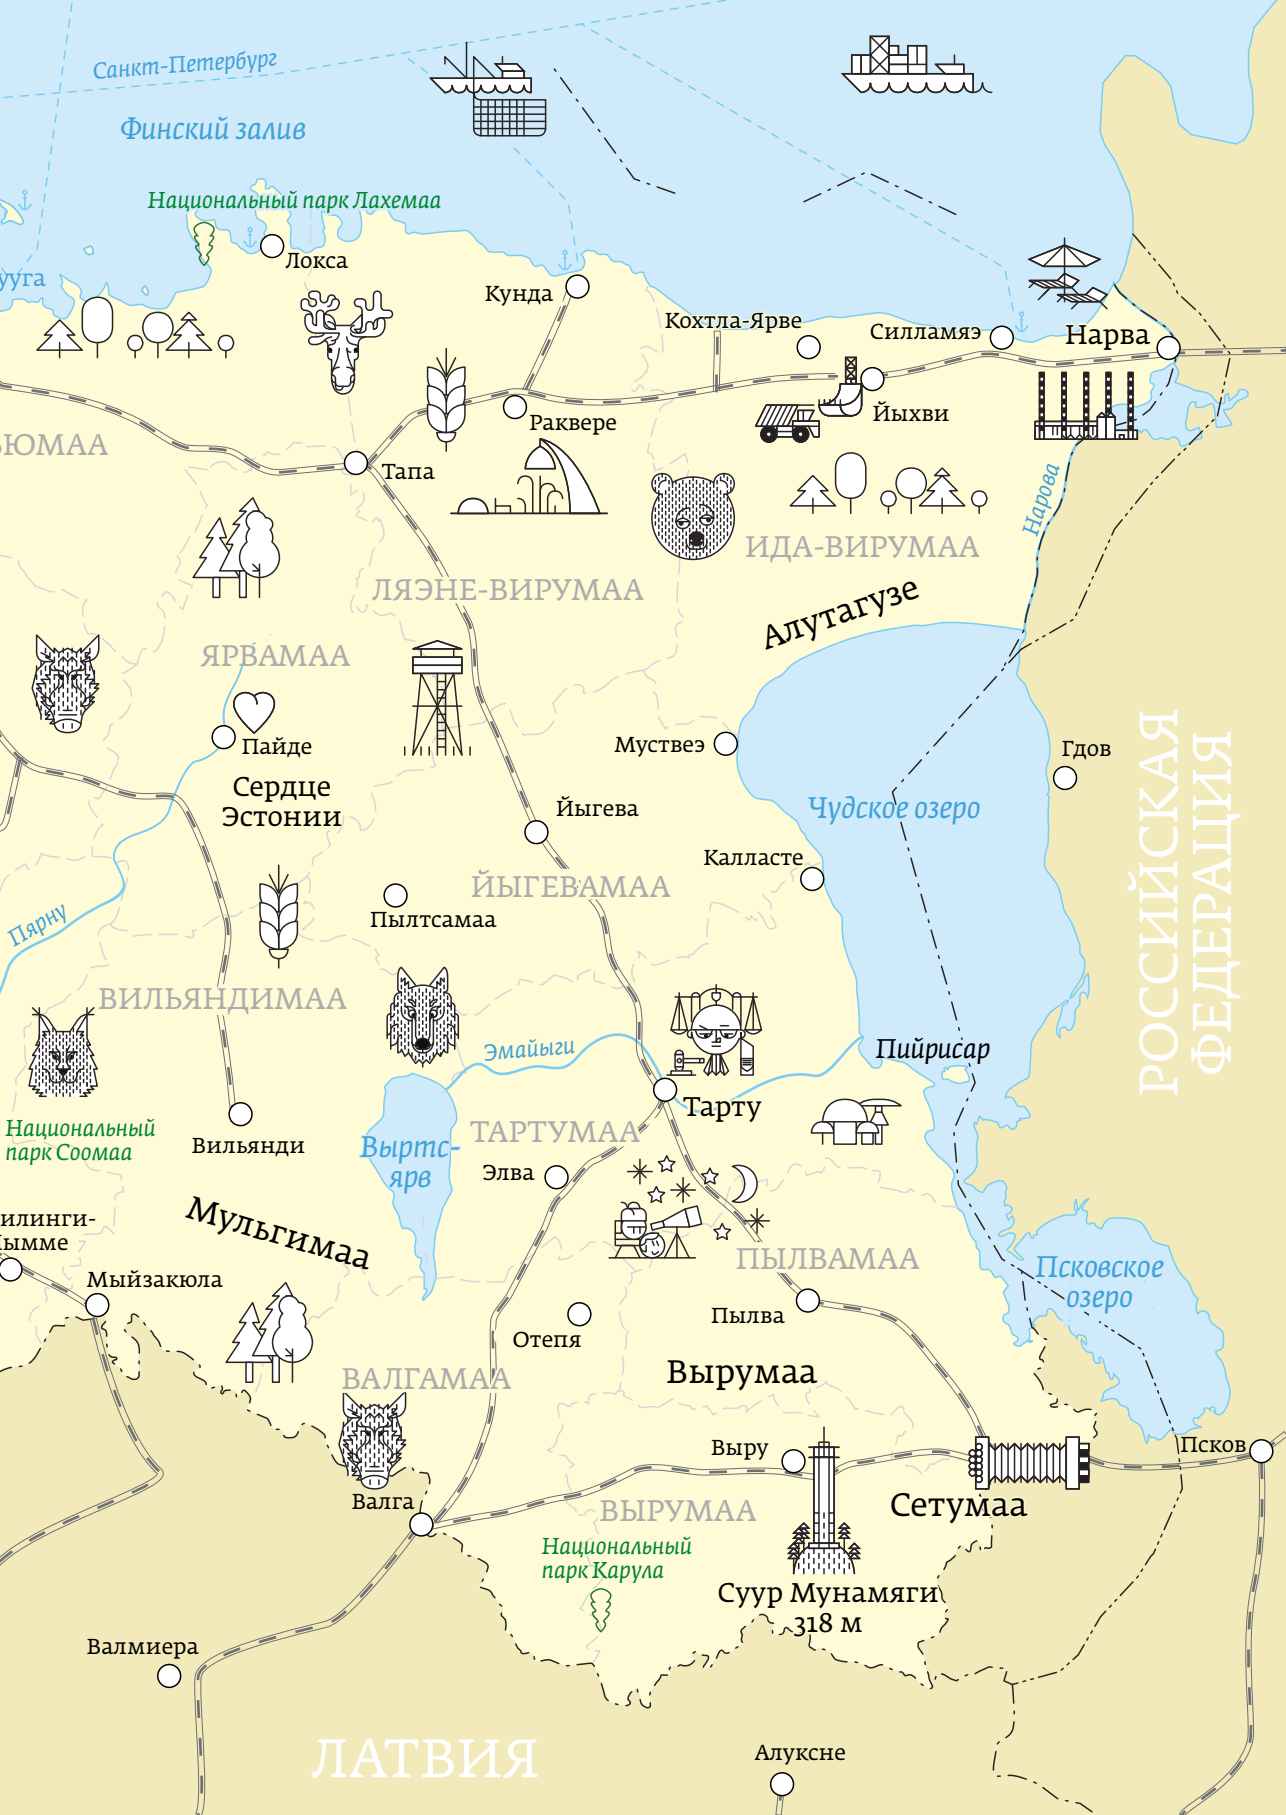 Санкт-Петербург
Финский залив
Национальный парк Лахемаа
Локса
Кунда
Кохтла-Ярве
Силламяэ
Нарва
Йыхви
Раквере
Тапа
Нарова
ИДА-ВИРУМАА
Алутагузе
ЛЯЭНЕ-ВИРУМАА
ЯРВАМАА
Пайде
Сердце
Эстонии
Муствеэ
Гдов
Чудское озеро
РОССИЙСКАЯ
ФЕДЕРАЦИЯ
Йыгева
Калласте
ЙЫГЕВАМАА
Пылтсамаа
Пярну
ВИЛЬЯНДИМАА
Эмайыги
Пийрисар
Тарту
Национальный
парк Соомаа
Вильянди
Выртс-
ярв
ТАРТУМАА
Элва
Мульгимаа
илинги-
ымме
Мыйзакюла
ПЫЛВАМАА
Псковское
озеро
Пылва
Отепя
Вырумаа
ВАЛГАМАА
Выру
Псков
Валга
ВЫРУМАА
Сетумаа
Национальный
парк Карула
Суур Мунамяги
318 м
Валмиера
ЛАТВИЯ
Алуксне